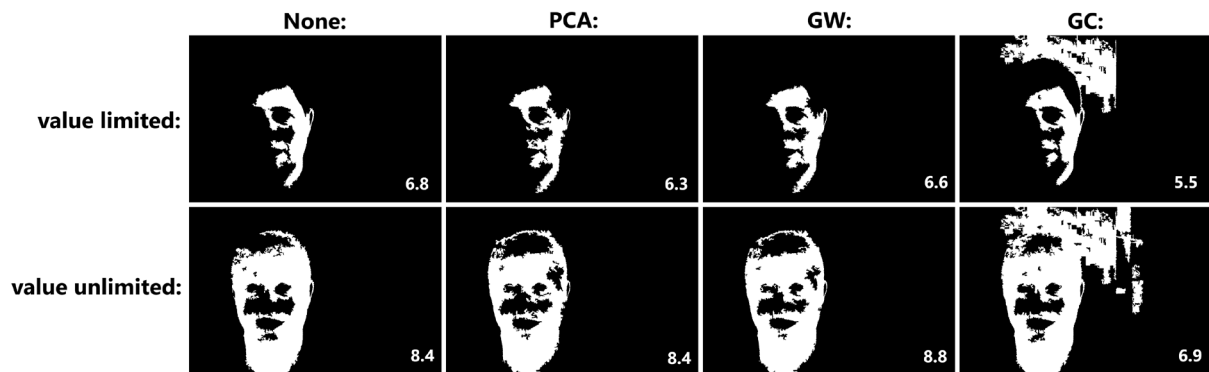 None: PCA: GW: GC:
value limited: 6.8 6.3 6.6 5.5
value unlimited: 8.4 8.4 8.8 6.9